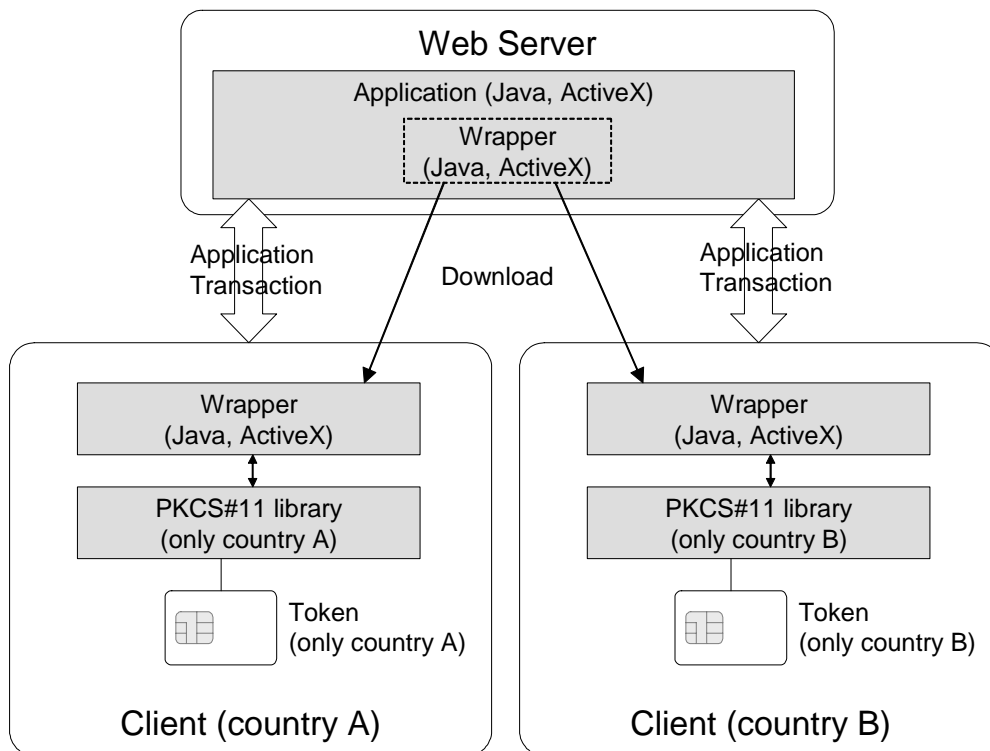 Web Server
Application (Java, ActiveX)
Wrapper
(Java, ActiveX)
Application
Transaction
Download
Application
Transaction
Wrapper
(Java, ActiveX)
PKCS#11 library
(only country A)
Token
(only country A)
Client (country A)
Wrapper
(Java, ActiveX)
PKCS#11 library
(only country B)
Token
(only country B)
Client (country B)